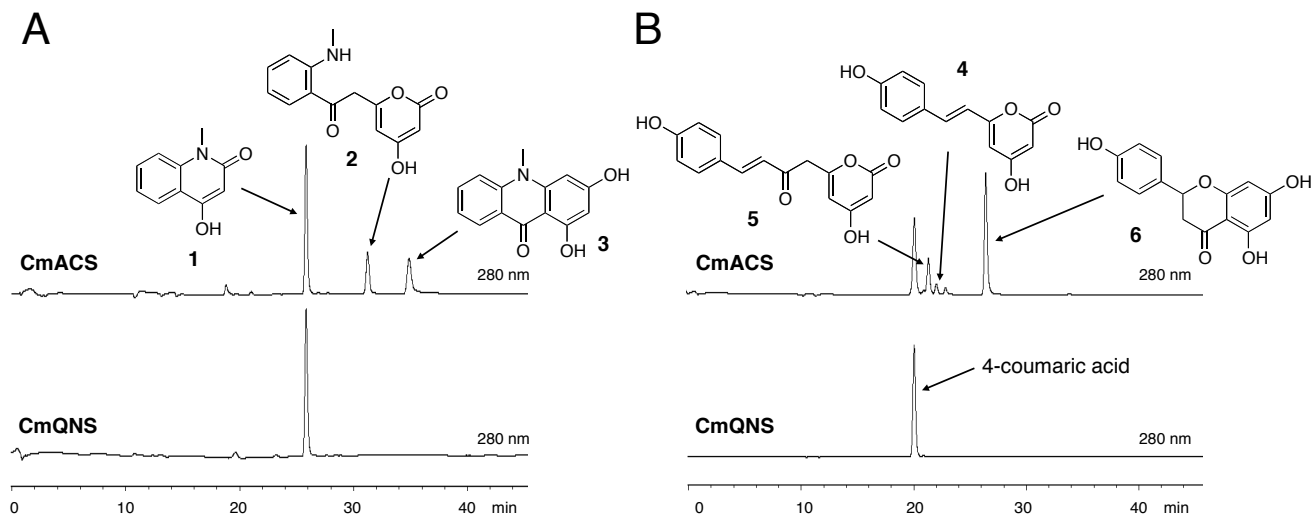 A
N
NH
O
O
O
OH
2
N
O
OH
1
N
OH
O
OH
3
CmACS
280 nm
CmQNS
280 nm
0 10 20 30 40 min
B
HO
4
O
O
OH
HO
O
O
O
OH
5
HO
O
OH
O
OH
6
CmACS
280 nm
4-coumaric acid
CmQNS
280 nm
0 10 20 30 40 min